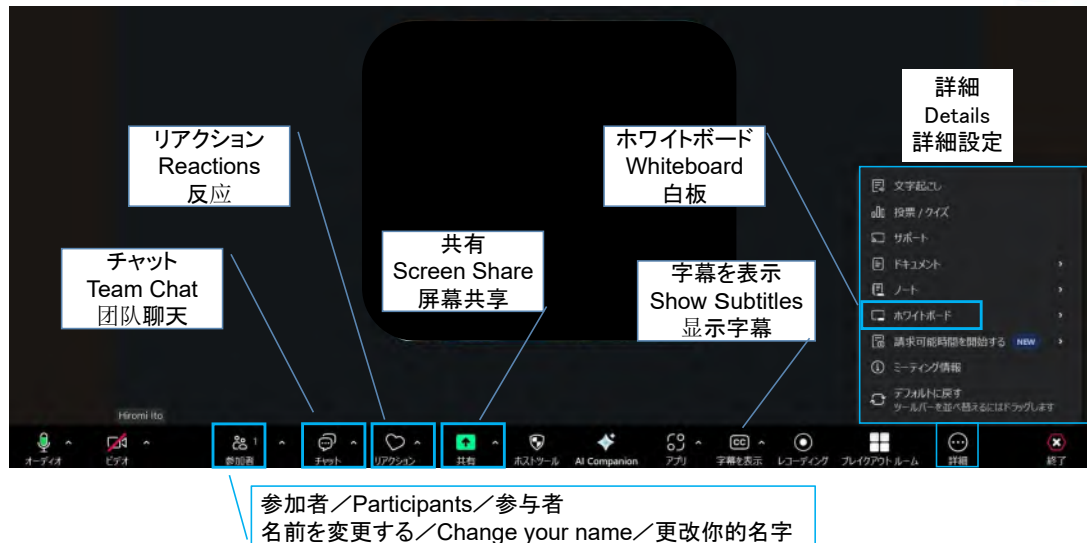 詳細
Details
詳細設定
リアクション
Reactions
反应
ホワイトボード
Whiteboard
白板
チャット
Team Chat
团队聊天
共有
Screen Share
屏幕共享
字幕を表示
Show Subtitles
显示字幕
文字起こし
投票 / クイズ
サポート
ドキュメント
ノート
ホワイトボード
請求可能時間を開始する NEW
ミーティング情報
デフォルトに戻す
ツールバーを並べ替えるにはドラッグします
Hiromi Ito
オーディオ
ビデオ
1
参加者
チャット
リアクション
共有
ホストツール
AI Companion
アプリ
CC
字幕を表示
レコーディング
ブレイクアウト ルーム
詳細
終了
参加者／Participants／参与者
名前を変更する／Change your name／更改你的名字